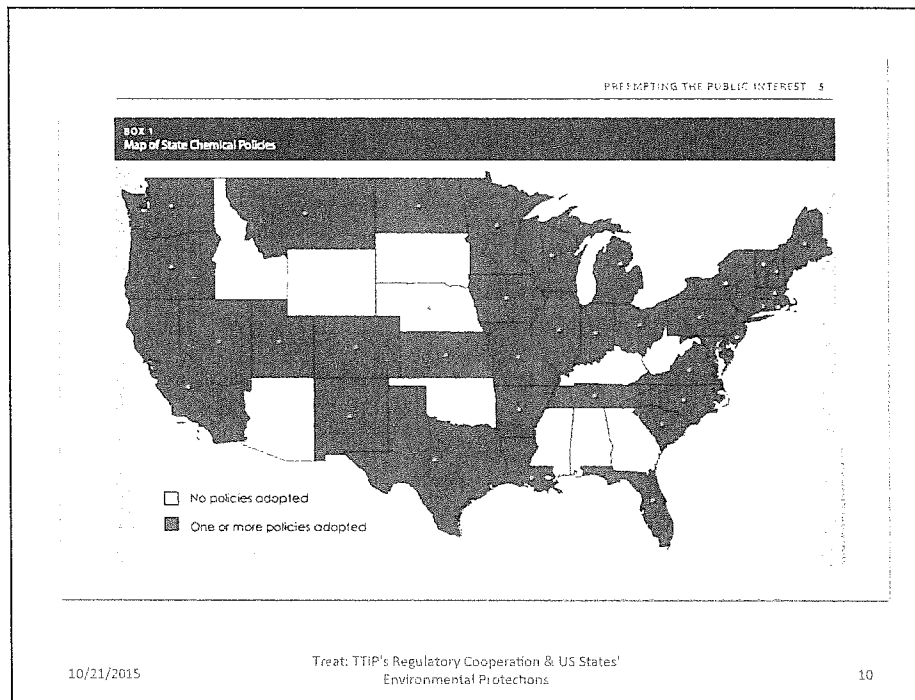 PREEMPTING THE PUBLIC INTEREST 5
BOX 1
Map of State Chemical Policies
No policies adopted
One or more policies adopted
10/21/2015
Treat: TTIP's Regulatory Cooperation & US States'
Environmental Protections
10